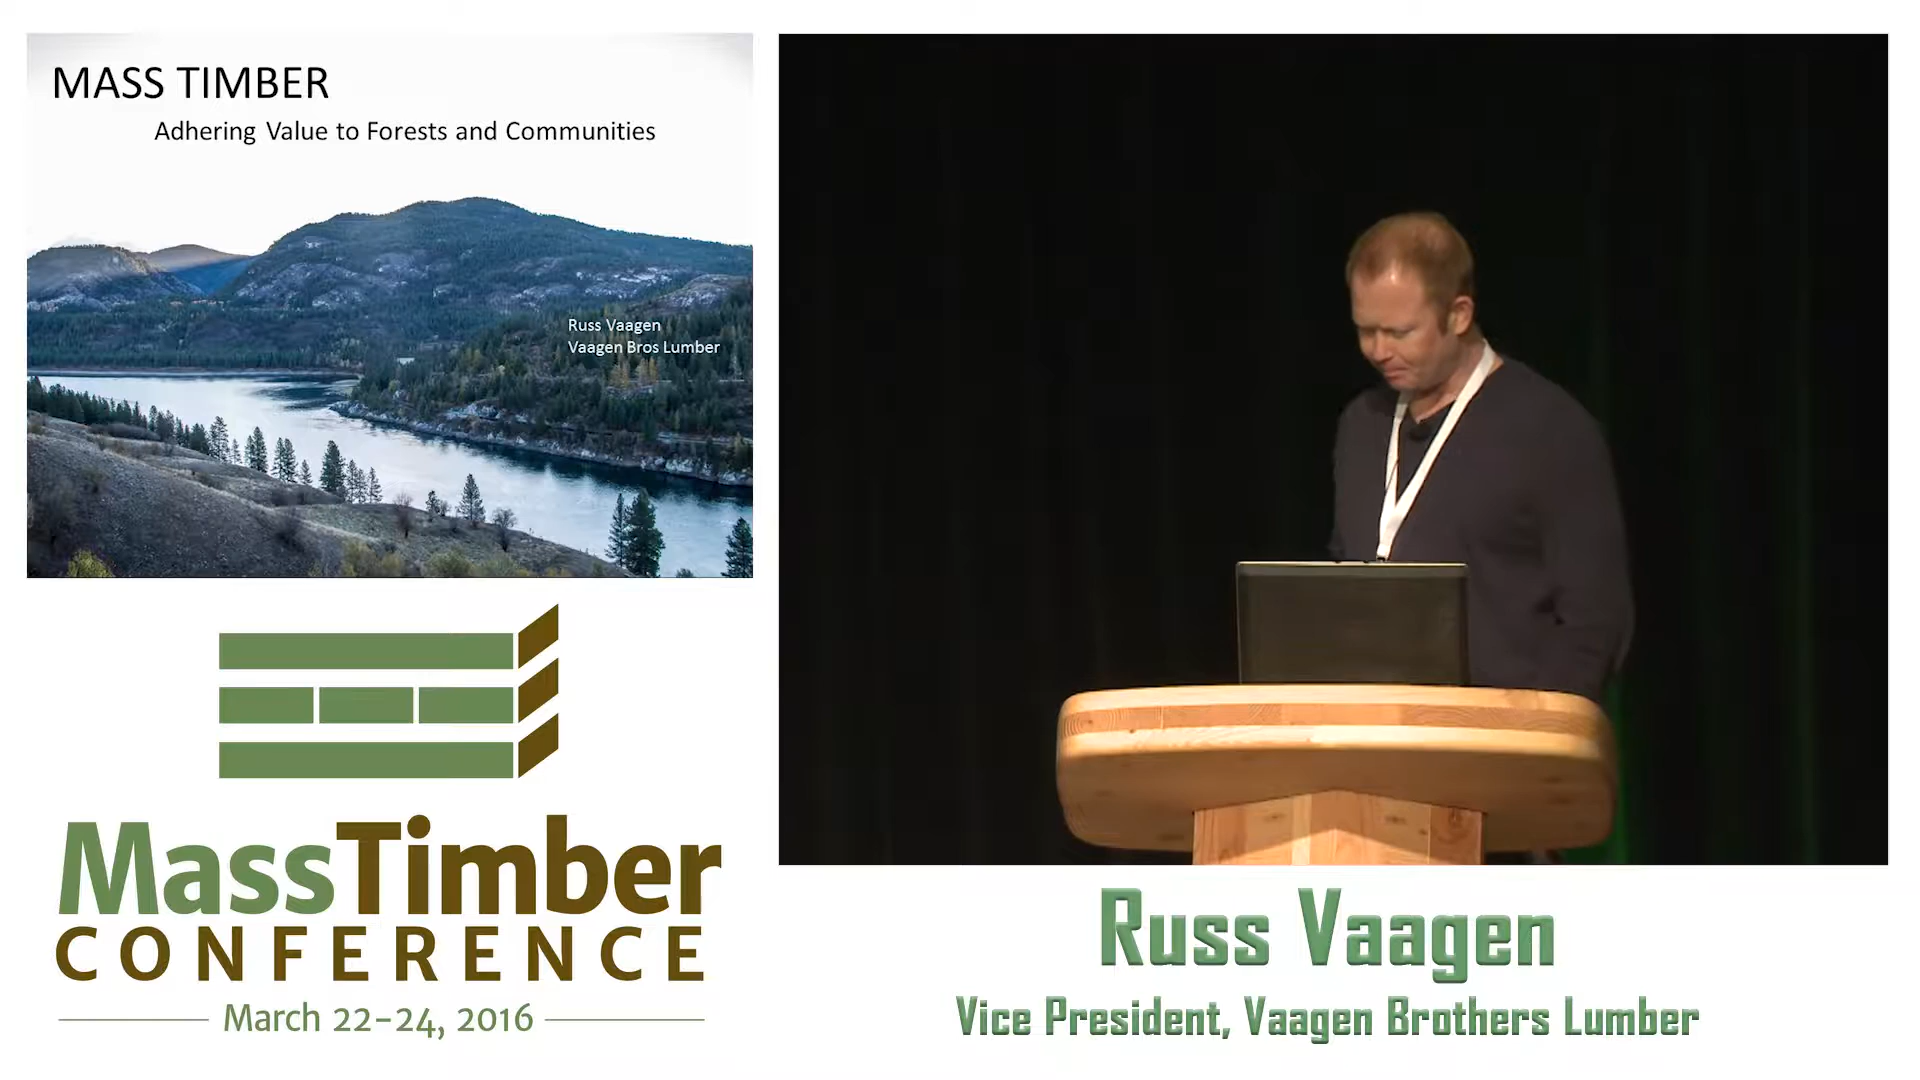 MASS TIMBER
Adhering Value to Forests and Communities
Russ Vaagen
Vaagen Bros Lumber
MassTimber
CONFERENCE
March 22-24, 2016
Russ Vaagen
Vice President, Vaagen Brothers Lumber